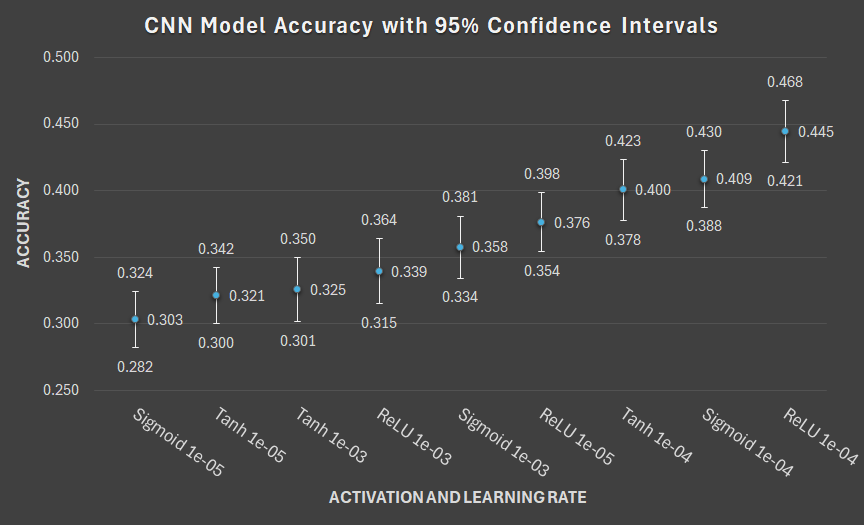 CNN Model Accuracy with 95% Confidence Intervals
0.500
0.450
0.400
0.350
0.300
0.250
ACCURACY
0.324
0.303
0.282
0.342
0.321
0.300
0.350
0.325
0.301
0.364
0.339
0.315
0.381
0.358
0.334
0.398
0.376
0.354
0.423
0.400
0.378
0.430
0.409
0.388
0.468
0.445
0.421
Sigmoid 1e-05
Tanh 1e-05
Tanh 1e-03
ReLU 1e-03
Sigmoid 1e-03
ReLU 1e-05
Tanh 1e-04
Sigmoid 1e-04
ReLU 1e-04
ACTIVATION AND LEARNING RATE